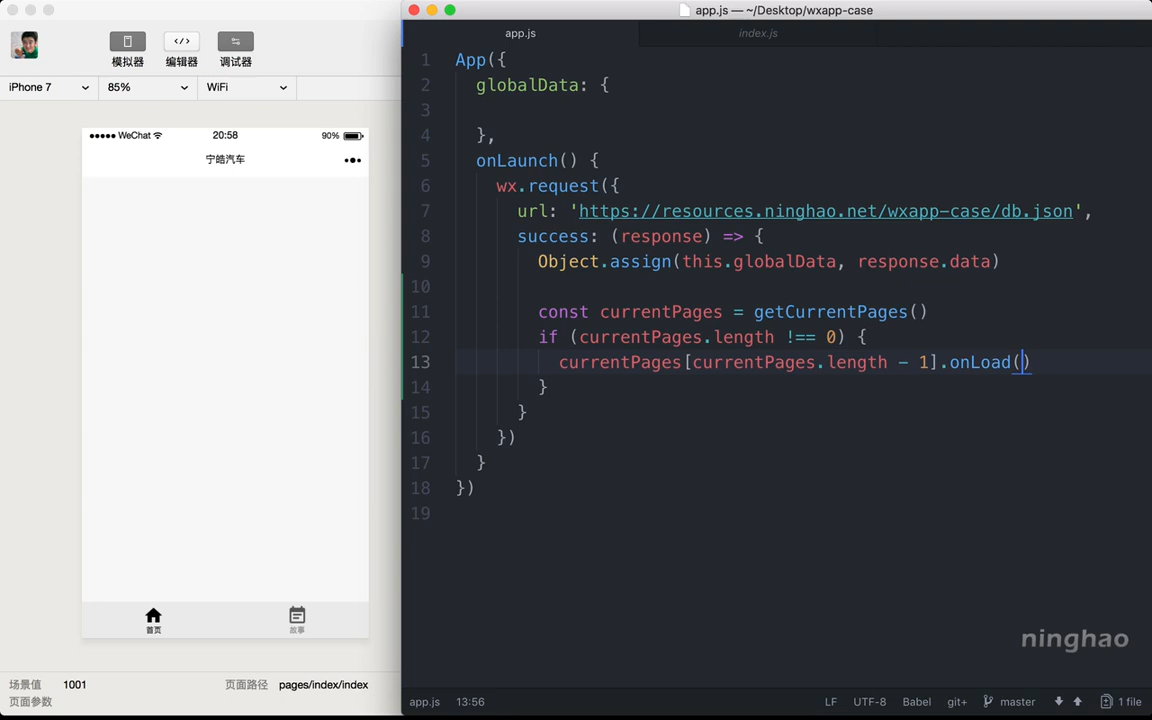 app.js — ~/Desktop/wxapp-case
模拟器
编辑器
调试器
iPhone 7
85%
WiFi
WeChat
20:58
90%
宁皓汽车
首页
故事
场景值
1001
页面路径
pages/index/index
页面参数
app.js
index.js
1 App({
2 globalData: {
3
4 },
5 onLaunch() {
6 wx.request({
7 url: 'https://resources.ninghao.net/wxapp-case/db.json',
8 success: (response) => {
9 Object.assign(this.globalData, response.data)
10
11 const currentPages = getCurrentPages()
12 if (currentPages.length !== 0) {
13 currentPages[currentPages.length - 1].onLoad()
14 }
15 }
16 })
17 }
18 })
19
ninghao
app.js
13:56
LF
UTF-8
Babel
git+
master
1 file